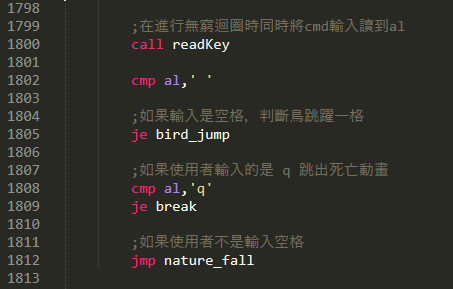 1798
1799 ;在進行無窮迴圈時同時將cmd輸入讀到al
1800 call readKey
1801
1802 cmp al,' '
1803
1804 ;如果輸入是空格, 判斷鳥跳躍一格
1805 je bird_jump
1806
1807 ;如果使用者輸入的是 q 跳出死亡動畫
1808 cmp al,'q'
1809 je break
1810
1811 ;如果使用者不是輸入空格
1812 jmp nature_fall
1813